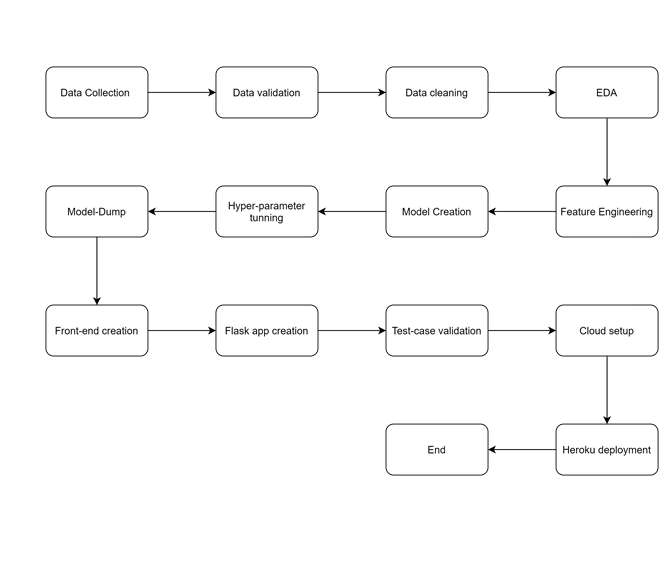 Data Collection
Data validation
Data cleaning
EDA
Model-Dump
Hyper-parameter
tunning
Model Creation
Feature Engineering
Front-end creation
Flask app creation
Test-case validation
Cloud setup
End
Heroku deployment